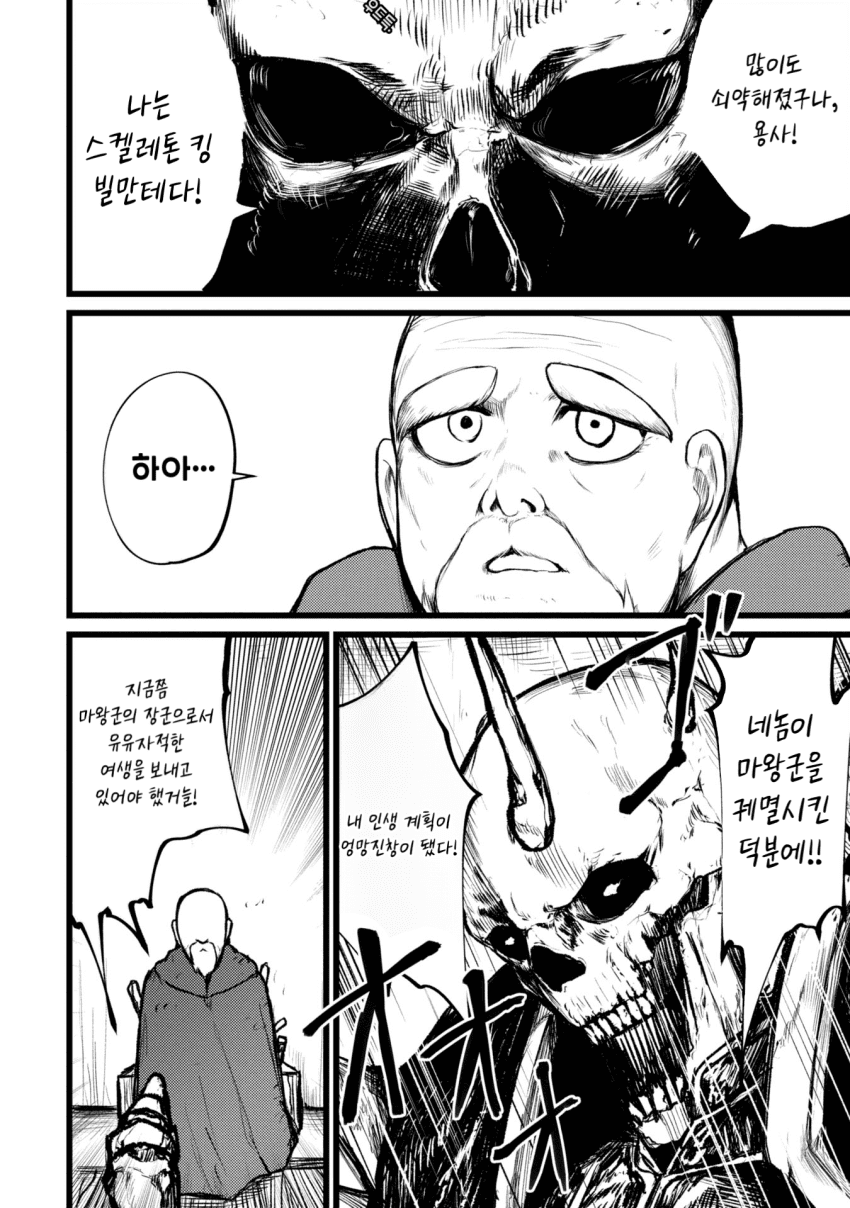 우드득
많이도
쇠약해졌구나,
용사!
나는
스켈레톤 킹
빌만테다!
하아…
네놈이
마왕군을
궤멸시킨
덕분에!!
내 인생 계획이
엉망진창이 됐다!
지금쯤
마왕군의 장군으로서
유유자적한
여생을 보내고
있어야 했거늘!